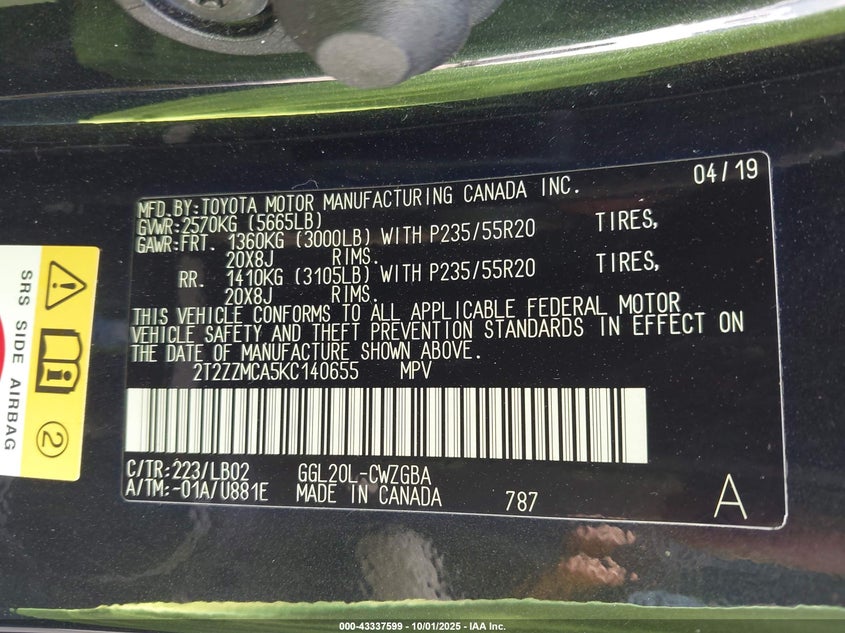 04/19
MFD.BY:TOYOTA MOTOR MANUFACTURING CANADA INC.
GVWR:2570KG (5665LB)
GAWR:FRT. 1360KG (3000LB) WITH P235/55R20 TIRES,
20X8J RIMS.
RR. 1410KG (3105LB) WITH P235/55R20 TIRES,
20X8J RIMS.
THIS VEHICLE CONFORMS TO ALL APPLICABLE FEDERAL MOTOR
VEHICLE SAFETY AND THEFT PREVENTION STANDARDS IN EFFECT ON
THE DATE OF MANUFACTURE SHOWN ABOVE.
2T2ZZMCA5KC140655 MPV
C/TR:223/LB02 GGL20L-CWZGBA
A/TM:-01A/U881E MADE IN CANADA 787 A
SRS SIDE AIRBAG
2
000-43337599 - 10/01/2025 - IAA Inc.